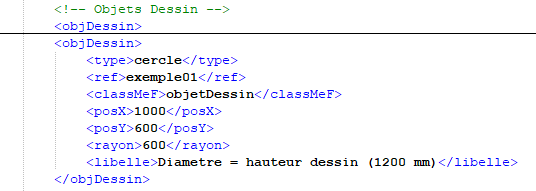 <!-- Objets Dessin -->
<objDessin>
<objDessin>
<type>cercle</type>
<ref>exemple01</ref>
<classMeF>objetDessin</classMeF>
<posX>1000</posX>
<posY>600</posY>
<rayon>600</rayon>
<libelle>Diametre = hauteur dessin (1200 mm)</libelle>
</objDessin>